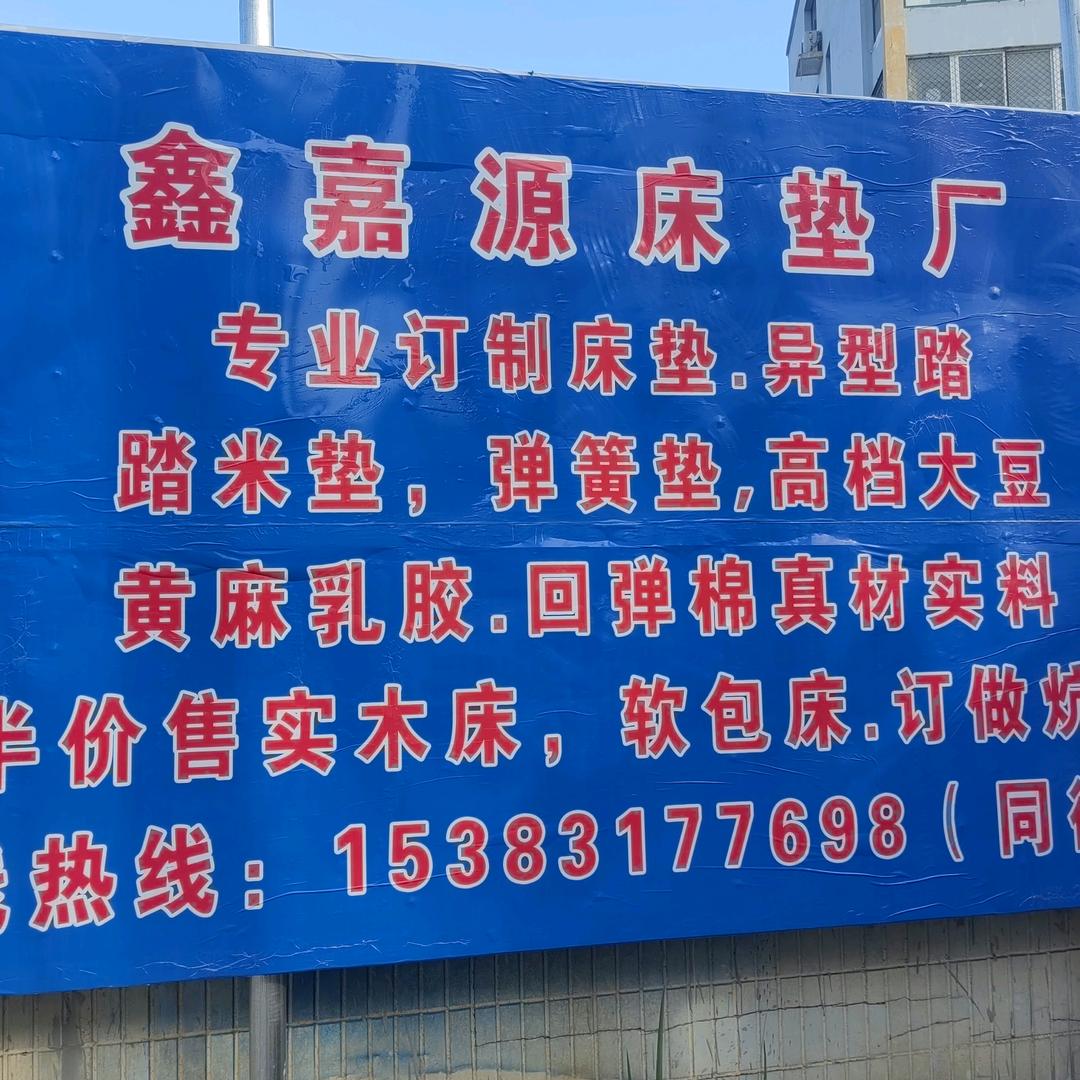 鑫嘉源床垫厂
专业订制床垫.异型踏
踏米垫，弹簧垫,高档大豆
黄麻乳胶.回弹棉真材实料
半价售实木床，软包床.订做炕
热线：15383177698(同